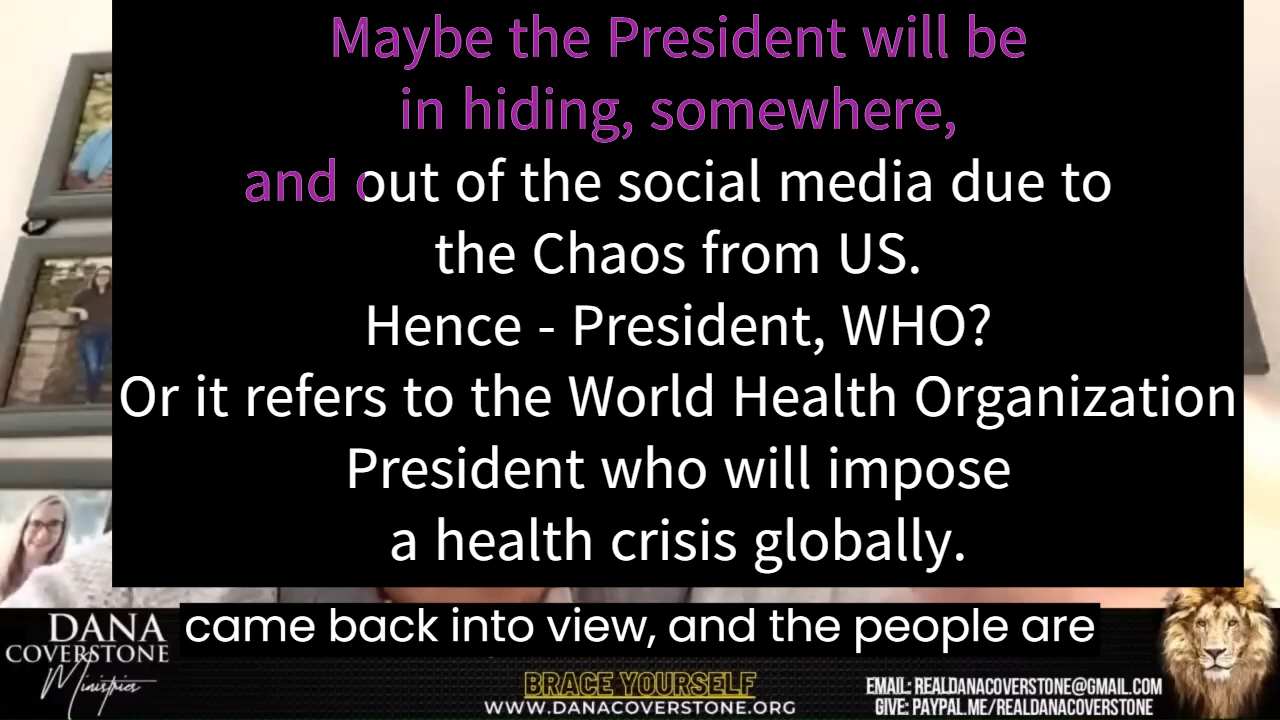 Maybe the President will be
in hiding, somewhere,
and out of the social media due to
the Chaos from US.
Hence - President, WHO?
Or it refers to the World Health Organization
President who will impose
a health crisis globally.
came back into view, and the people are
DANA
COVERSTONE
Ministries
BRACE YOURSELF
WWW.DANACOVERSTONE.ORG
EMAIL: REALDANACOVERSTONE@GMAIL.COM
GIVE: PAYPAL.ME/REALDANACOVERSTONE